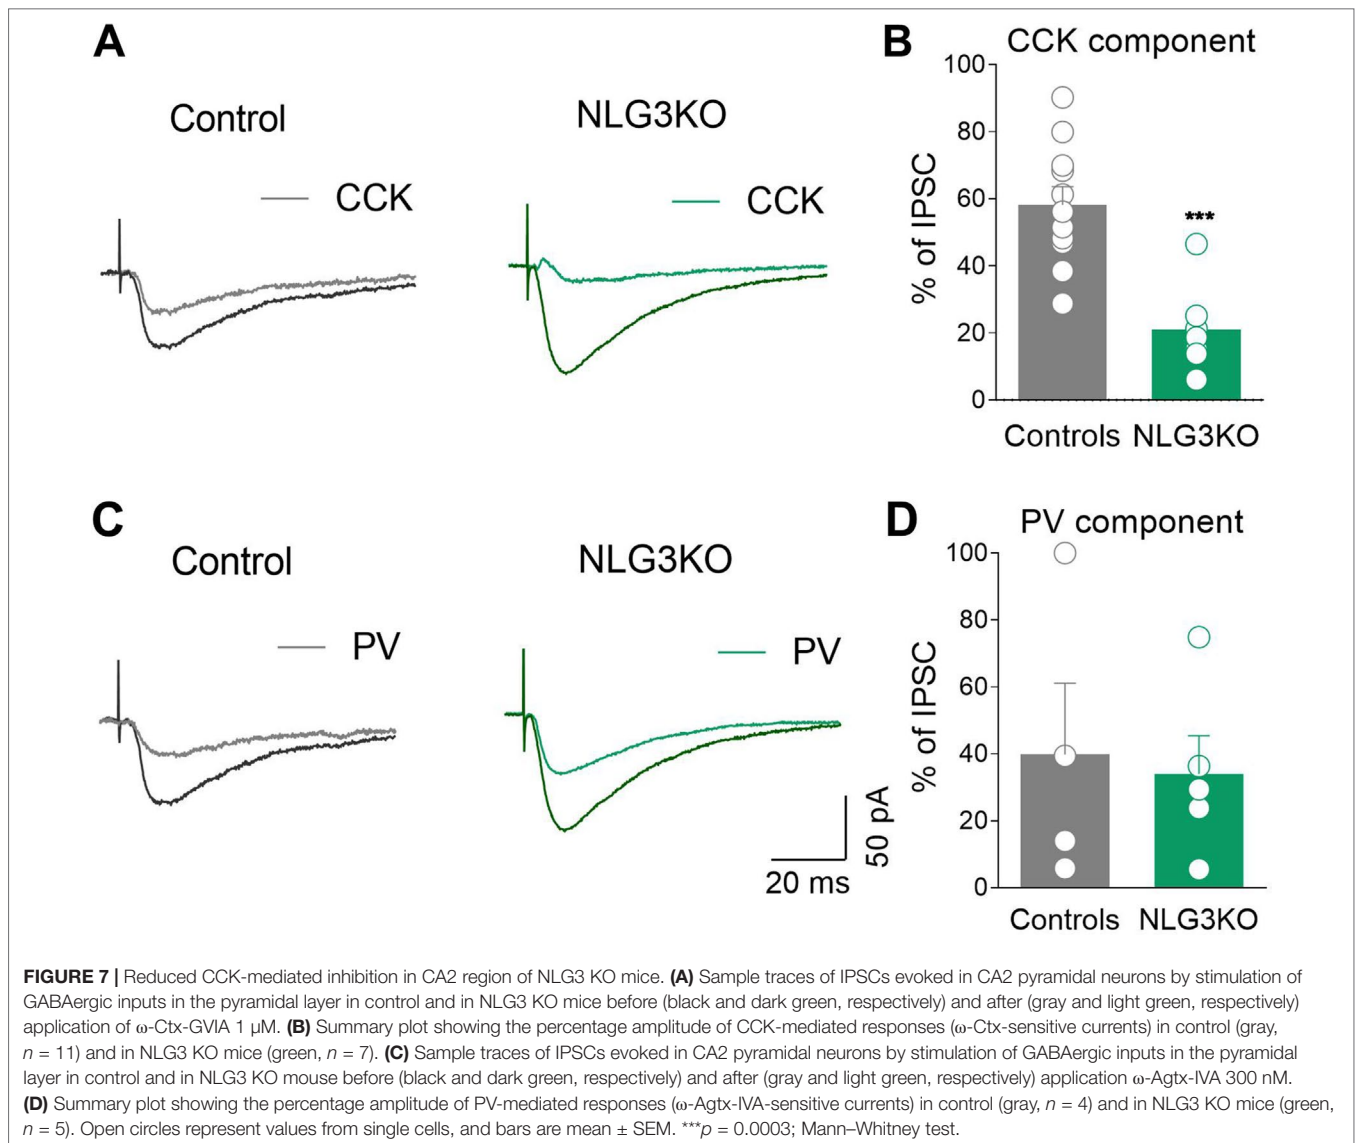 A
Control
CCK
NLG3KO
CCK
B
CCK component
% of IPSC
100
80
60
40
20
0
***
Controls NLG3KO
C
Control
PV
NLG3KO
PV
20 ms
50 pA
D
PV component
% of IPSC
100
80
60
40
20
0
Controls NLG3KO
FIGURE 7 | Reduced CCK-mediated inhibition in CA2 region of NLG3 KO mice. (A) Sample traces of IPSCs evoked in CA2 pyramidal neurons by stimulation of
GABAergic inputs in the pyramidal layer in control and in NLG3 KO mice before (black and dark green, respectively) and after (gray and light green, respectively)
application of ω-Ctx-GVIA 1 μM. (B) Summary plot showing the percentage amplitude of CCK-mediated responses (ω-Ctx-sensitive currents) in control (gray,
n = 11) and in NLG3 KO mice (green, n = 7). (C) Sample traces of IPSCs evoked in CA2 pyramidal neurons by stimulation of GABAergic inputs in the pyramidal
layer in control and in NLG3 KO mouse before (black and dark green, respectively) and after (gray and light green, respectively) application ω-Agtx-IVA 300 nM.
(D) Summary plot showing the percentage amplitude of PV-mediated responses (ω-Agtx-IVA-sensitive currents) in control (gray, n = 4) and in NLG3 KO mice (green,
n = 5). Open circles represent values from single cells, and bars are mean ± SEM. ***p = 0.0003; Mann–Whitney test.